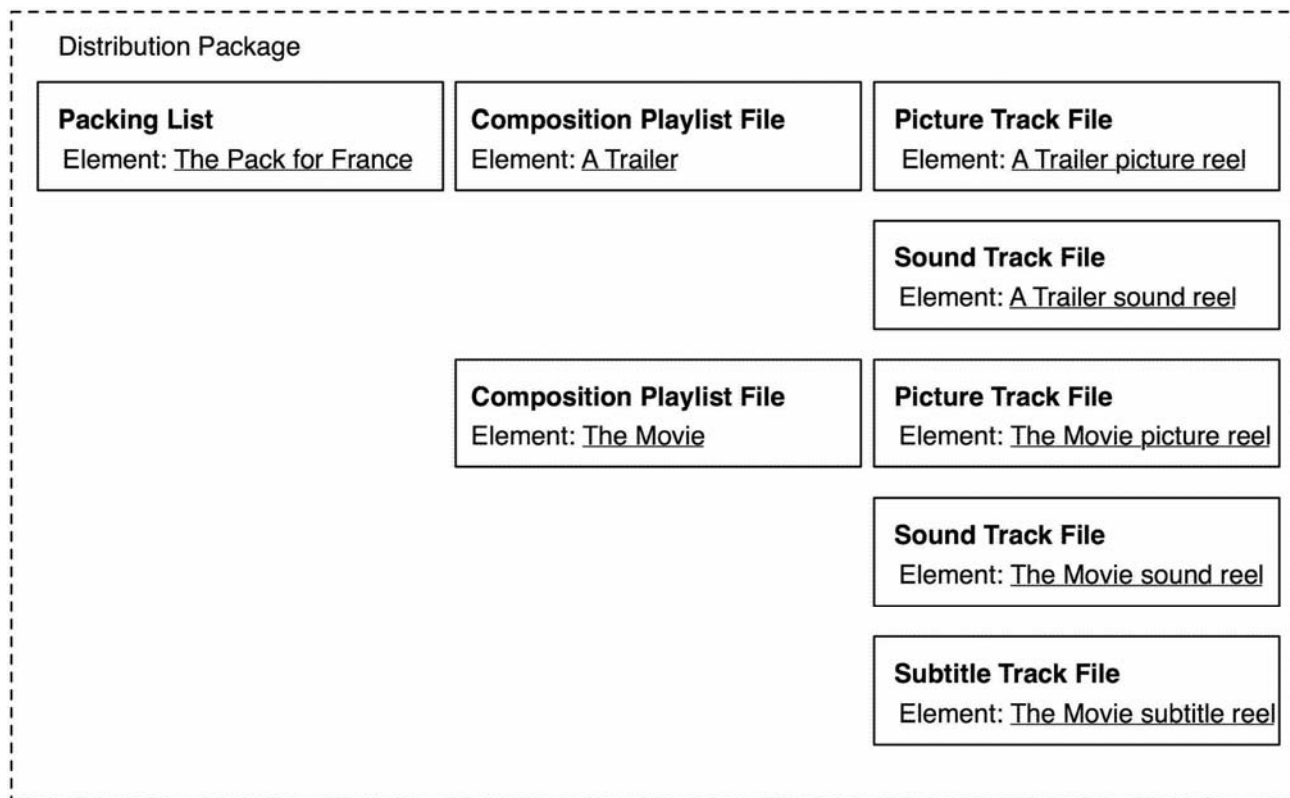 Distribution Package
Packing List
Element: The Pack for France
Composition Playlist File
Element: A Trailer
Picture Track File
Element: A Trailer picture reel
Sound Track File
Element: A Trailer sound reel
Composition Playlist File
Element: The Movie
Picture Track File
Element: The Movie picture reel
Sound Track File
Element: The Movie sound reel
Subtitle Track File
Element: The Movie subtitle reel